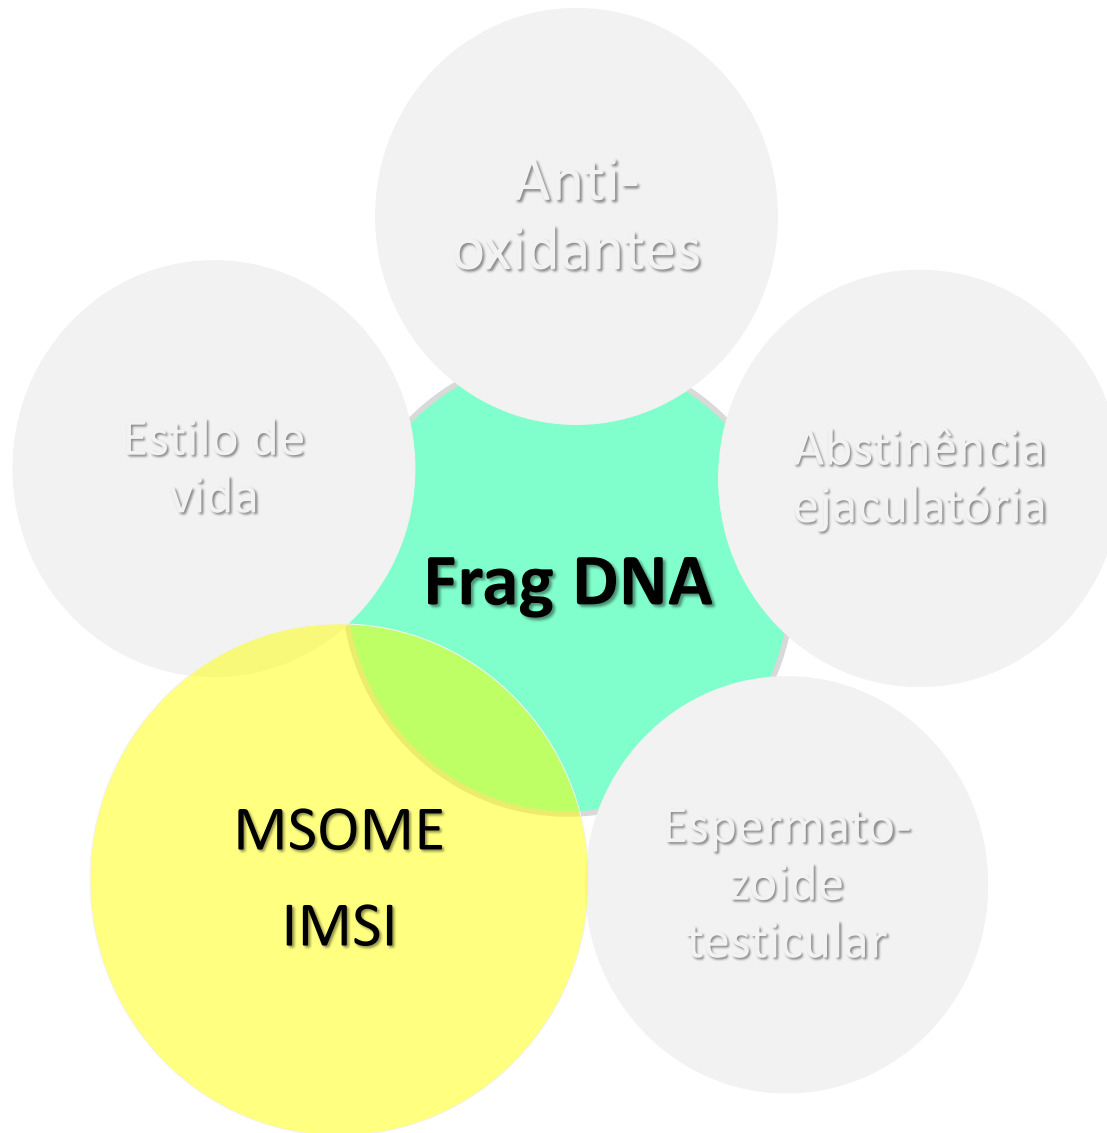 Anti-
oxidantes
Estilo de
vida
Abstinência
ejaculatória
Frag DNA
MSOME
IMSI
Espermato-
zoide
testicular